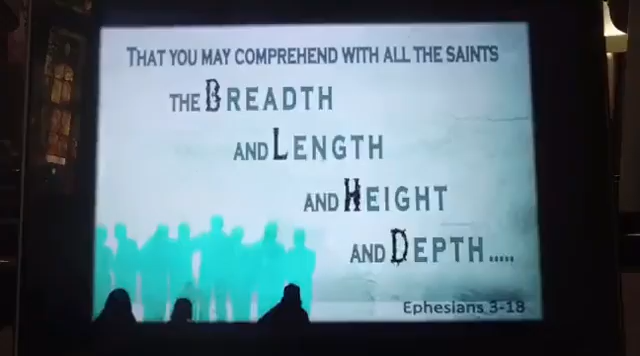 THAT YOU MAY COMPREHEND WITH ALL THE SAINTS
THE BREADTH
AND LENGTH
AND HEIGHT
AND DEPTH.....
Ephesians 3-18